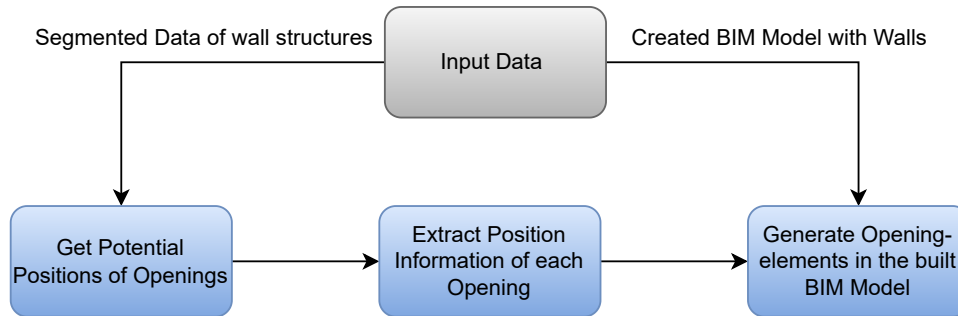 Segmented Data of wall structures
Input Data
Created BIM Model with Walls
Get Potential
Positions of Openings
Extract Position
Information of each
Opening
Generate Opening-
elements in the built
BIM Model